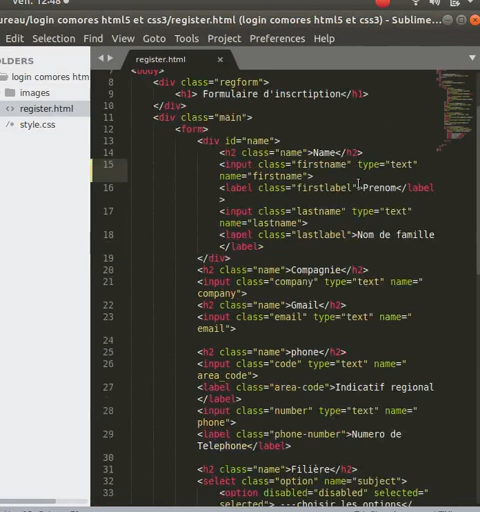 Ven. 12:48
ureau/login comores html5 et css3/register.html (login comores html5 et css3) - Sublime
Edit Selection Find View Goto Tools Project Preferences Help
FOLDERS
login comores htm
images
register.html
style.css
register.html
7 <body>
8 <div class="regform">
9 <h1> Formulaire d'inscrtiption</h1>
10 </div>
11 <div class="main">
12 <form>
13 <div id="name">
14 <h2 class="name">Name</h2>
15 <input class="firstname" type="text"
name="firstname">
16 <label class="firstlabel">Prenom</label
>
17 <input class="lastname" type="text"
name="lastname">
18 <label class="lastlabel">Nom de famille
</label>
19 </div>
20 <h2 class="name">Compagnie</h2>
21 <input class="company" type="text" name="
company">
22 <h2 class="name">Gmail</h2>
23 <input class="email" type="text" name="
email">
24
25 <h2 class="name">phone</h2>
26 <input class="code" type="text" name="
area_code">
27 <label class="area-code">Indicatif regional
</label>
28 <input class="number" type="text" name="
phone">
29 <label class="phone-number">Numero de
Telephone</label>
30
31 <h2 class="name">Filière</h2>
32 <select class="option" name="subject">
33 <option disabled="disabled" selected="
selected"> ---choisir les options</